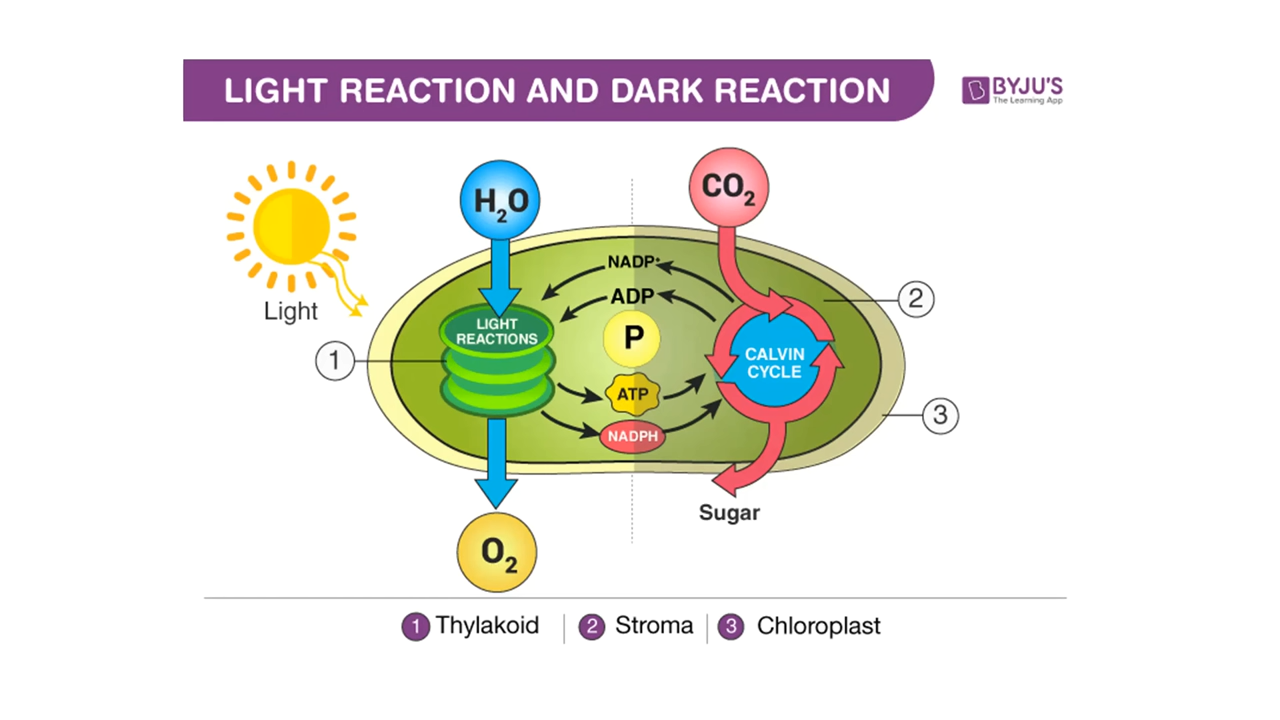 LIGHT REACTION AND DARK REACTION
BYJU'S
The Learning App
H₂O
CO₂
Light
NADP⁺
ADP
P
LIGHT
REACTIONS
CALVIN
CYCLE
ATP
NADPH
1
2
3
Sugar
O₂
1 Thylakoid
2 Stroma
3 Chloroplast